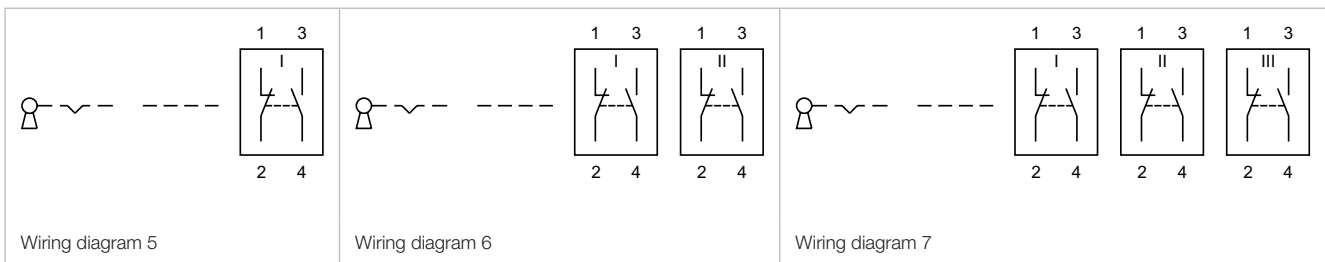 1 3
I
2 4
Wiring diagram 5
1 3 1 3
I II
2 4 2 4
Wiring diagram 6
1 3 1 3 1 3
I II III
2 4 2 4 2 4
Wiring diagram 7